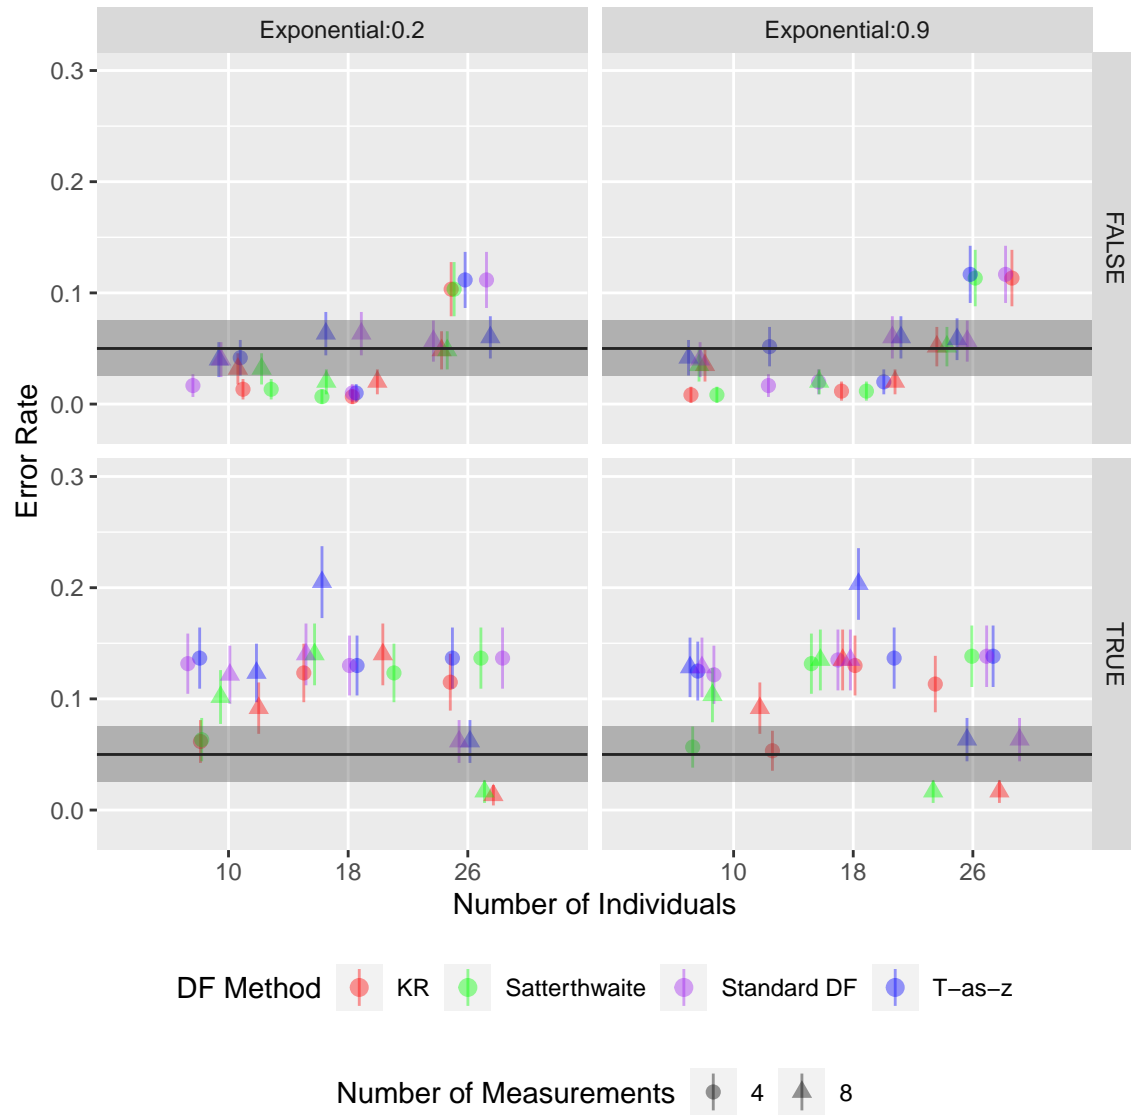 Exponential:0.2
Exponential:0.9
0.3
0.2
0.1
0.0
FALSE
Error Rate
0.3
0.2
0.1
0.0
TRUE
10
18
26
10
18
26
Number of Individuals
DF Method
KR
Satterthwaite
Standard DF
T−as−z
Number of Measurements
4
8